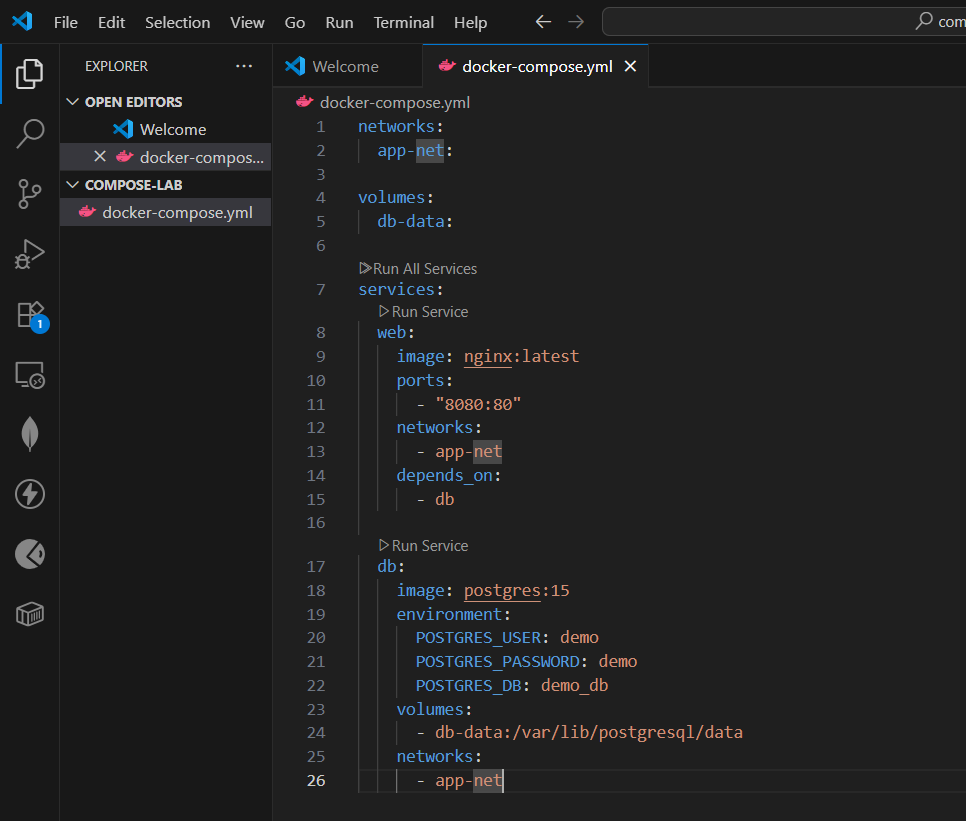 File Edit Selection View Go Run Terminal Help com
EXPLORER ...
OPEN EDITORS
Welcome
docker-compos...
COMPOSE-LAB
docker-compose.yml
1
Welcome docker-compose.yml
docker-compose.yml
1 networks:
2   app-net:
3
4 volumes:
5   db-data:
6
Run All Services
7 services:
Run Service
8   web:
9     image: nginx:latest
10     ports:
11       - "8080:80"
12     networks:
13       - app-net
14     depends_on:
15       - db
16
Run Service
17   db:
18     image: postgres:15
19     environment:
20       POSTGRES_USER: demo
21       POSTGRES_PASSWORD: demo
22       POSTGRES_DB: demo_db
23     volumes:
24       - db-data:/var/lib/postgresql/data
25     networks:
26       - app-net